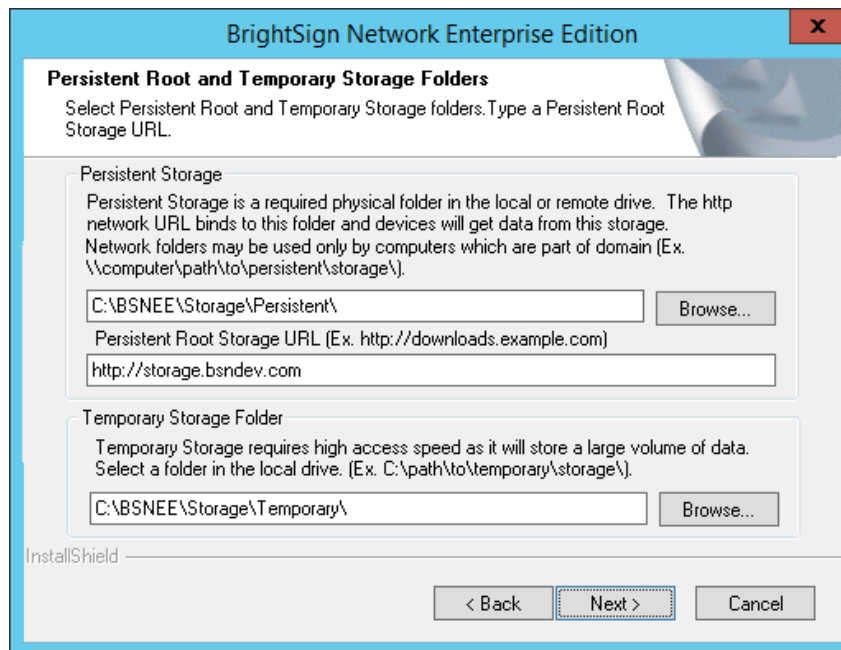 BrightSign Network Enterprise Edition
x
Persistent Root and Temporary Storage Folders
Select Persistent Root and Temporary Storage folders.Type a Persistent Root
Storage URL.
Persistent Storage
Persistent Storage is a required physical folder in the local or remote drive.  The http
network URL binds to this folder and devices will get data from this storage.
Network folders may be used only by computers which are part of domain (Ex.
\\computer\path\to\persistent\storage\).
C:\BSNEE\Storage\Persistent\
Browse...
Persistent Root Storage URL (Ex. http://downloads.example.com)
http://storage.bsndev.com
Temporary Storage Folder
Temporary Storage requires high access speed as it will store a large volume of data.
Select a folder in the local drive. (Ex. C:\path\to\temporary\storage\).
C:\BSNEE\Storage\Temporary\
Browse...
InstallShield
< Back
Next >
Cancel